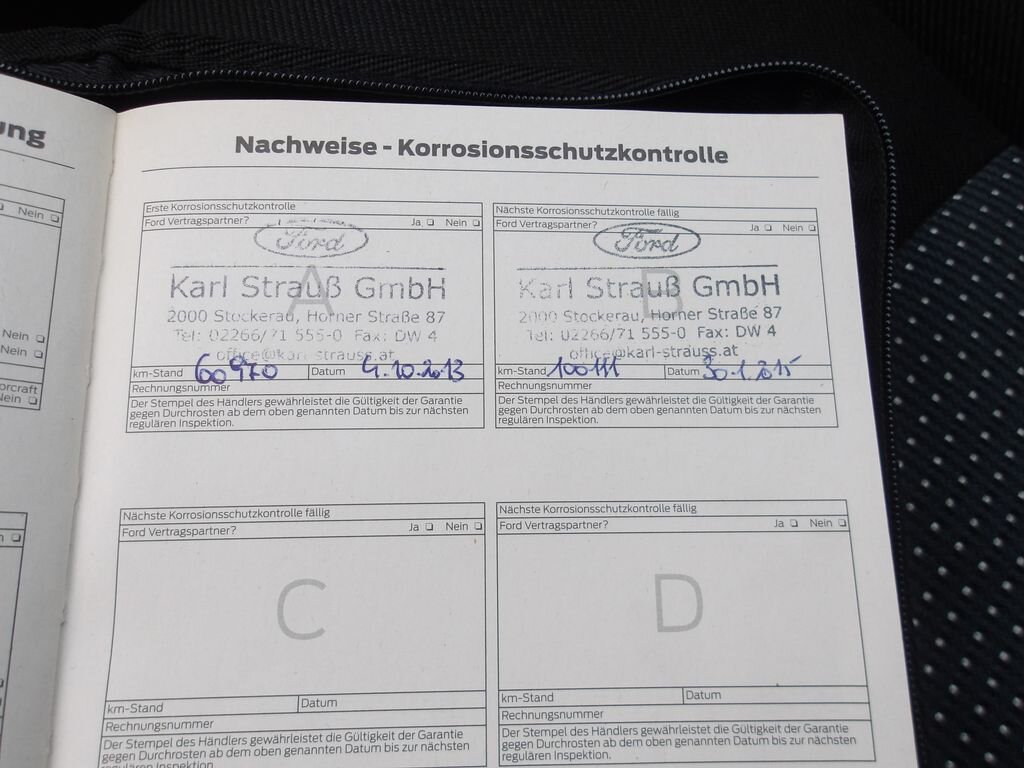 ung
Nein
Nein
Nein
orcraft
Nein
Nachweise - Korrosionsschutzkontrolle
Erste Korrosionsschutzkontrolle
Ford Vertragspartner? Ja Nein
Ford
A
Karl Strauß GmbH
2000 Stockerau, Horner Straße 87
Tel: 02266/71 555-0 Fax: DW 4
office@karl-strauss.at
km-Stand 60970 Datum 4.10.2013
Rechnungsnummer
Der Stempel des Händlers gewährleistet die Gültigkeit der Garantie
gegen Durchrosten ab dem oben genannten Datum bis zur nächsten
regulären Inspektion.
Nächste Korrosionsschutzkontrolle fällig
Ford Vertragspartner? Ja Nein
Ford
B
Karl Strauß GmbH
2000 Stockerau, Horner Straße 87
Tel: 02266/71 555-0 Fax: DW 4
office@karl-strauss.at
km-Stand 100111 Datum 30.1.2015
Rechnungsnummer
Der Stempel des Händlers gewährleistet die Gültigkeit der Garantie
gegen Durchrosten ab dem oben genannten Datum bis zur nächsten
regulären Inspektion.
Nächste Korrosionsschutzkontrolle fällig
Ford Vertragspartner? Ja Nein
C
km-Stand Datum
Rechnungsnummer
Der Stempel des Händlers gewährleistet die Gültigkeit der Garantie
gegen Durchrosten ab dem oben genannten Datum bis zur nächsten
regulären Inspektion.
Nächste Korrosionsschutzkontrolle fällig
Ford Vertragspartner? Ja Nein
D
km-Stand Datum
Rechnungsnummer
Der Stempel des Händlers gewährleistet die Gültigkeit der Garantie
gegen Durchrosten ab dem oben genannten Datum bis zur nächsten
regulären Inspektion.